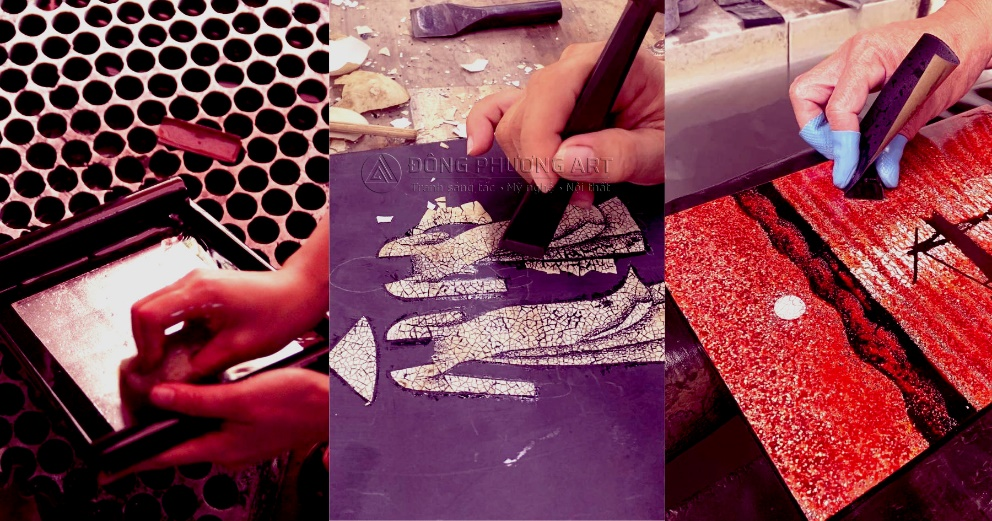 ĐÔNG PHƯƠNG ART
Tranh sáng tác • Mỹ nghệ • Nội thất